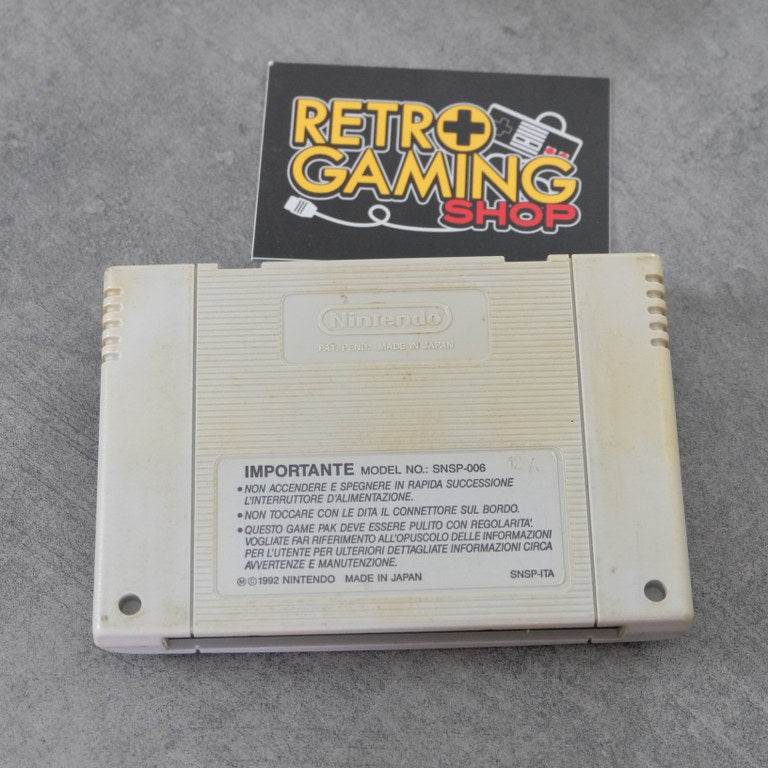 RETRO
GAMING
SHOP
Nintendo
PAT. PEND. MADE IN JAPAN
IMPORTANTE MODEL NO.: SNSP-006
12A
• NON ACCENDERE E SPEGNERE IN RAPIDA SUCCESSIONE
L'INTERRUTTORE D'ALIMENTAZIONE.
• NON TOCCARE CON LE DITA IL CONNETTORE SUL BORDO.
• QUESTO GAME PAK DEVE ESSERE PULITO CON REGOLARITA'.
VOGLIATE FAR RIFERIMENTO ALL'OPUSCOLO DELLE INFORMAZIONI
PER L'UTENTE PER ULTERIORI DETTAGLIATE INFORMAZIONI CIRCA
AVVERTENZE E MANUTENZIONE.
Ⓜ©1992 NINTENDO MADE IN JAPAN SNSP-ITA